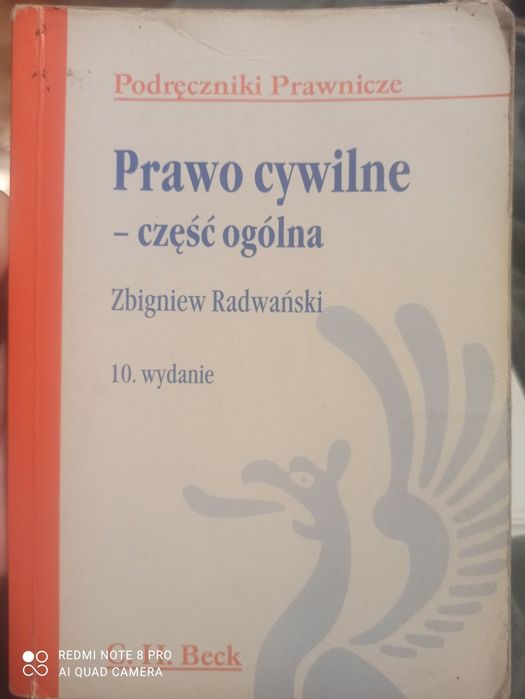 Podręczniki Prawnicze
Prawo cywilne
– część ogólna
Zbigniew Radwański
10. wydanie
C. H. Beck
REDMI NOTE 8 PRO
AI QUAD CAMERA